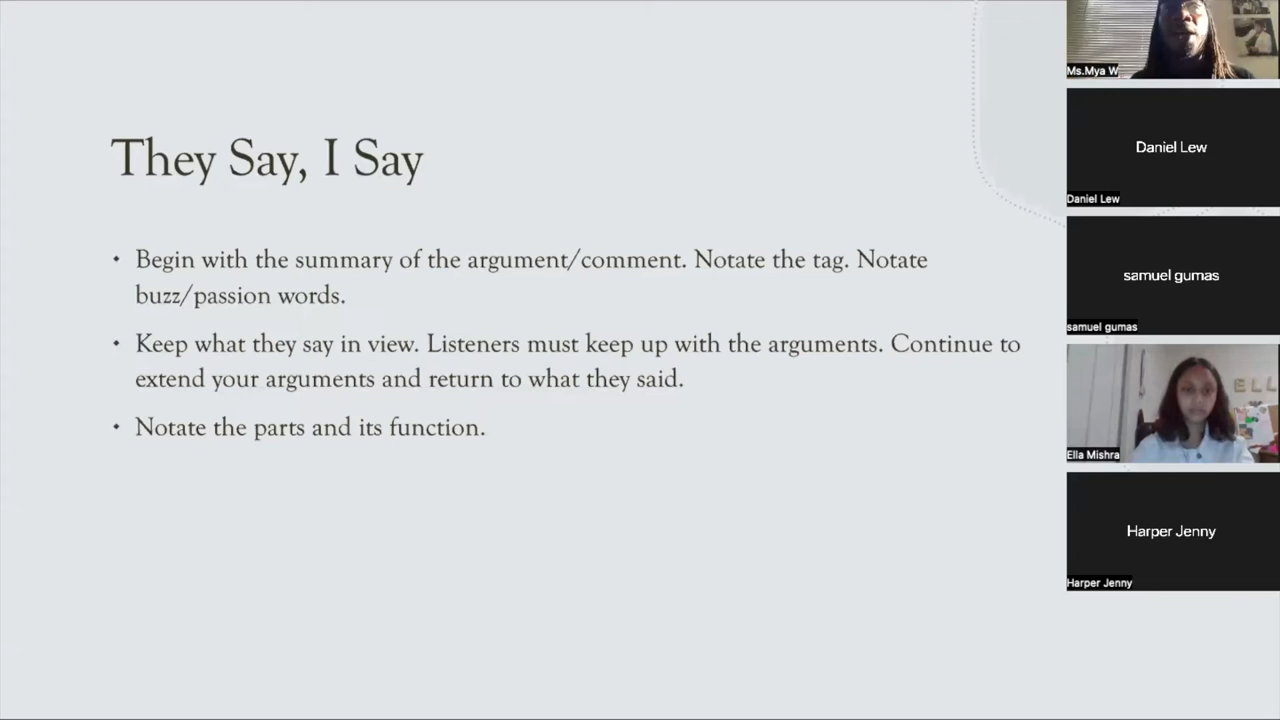 They Say, I Say
• Begin with the summary of the argument/comment. Notate the tag. Notate
buzz/passion words.
• Keep what they say in view. Listeners must keep up with the arguments. Continue to
extend your arguments and return to what they said.
• Notate the parts and its function.
Ms.Mya W
Daniel Lew
Daniel Lew
samuel gumas
samuel gumas
ELL
Ella Mishra
Harper Jenny
Harper Jenny